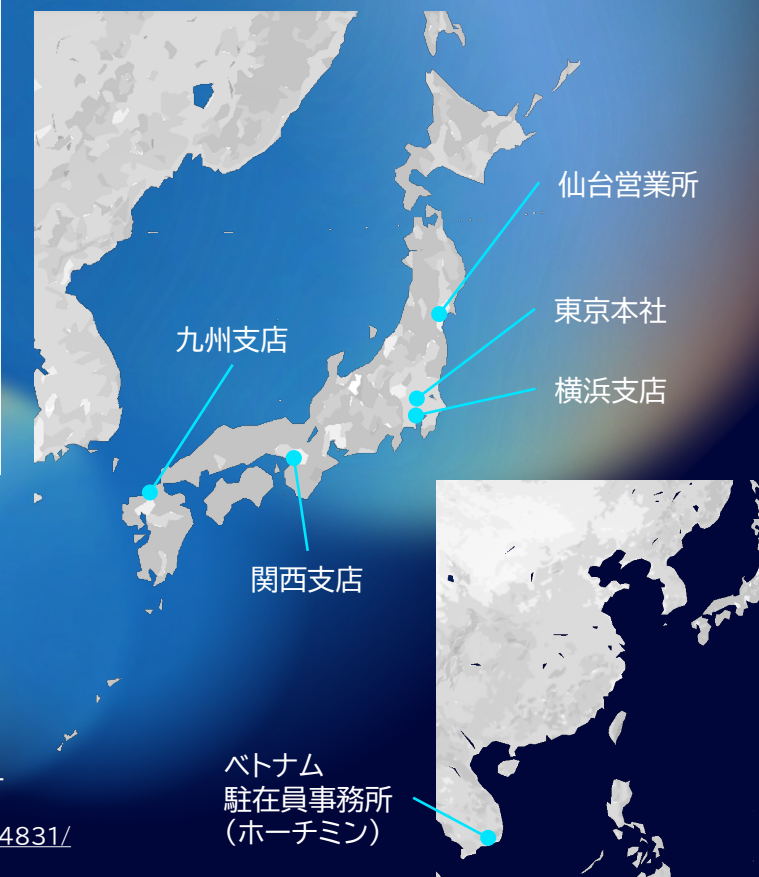 仙台営業所
東京本社
九州支店
横浜支店
関西支店
ベトナム
駐在員事務所
(ホーチミン)
4831/